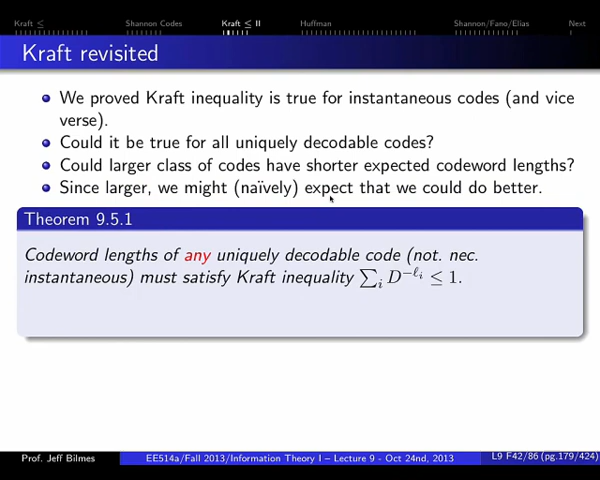 Kraft ≤ Shannon Codes Kraft ≤ II Huffman Shannon/Fano/Elias Next
Kraft revisited
We proved Kraft inequality is true for instantaneous codes (and vice
verse).
Could it be true for all uniquely decodable codes?
Could larger class of codes have shorter expected codeword lengths?
Since larger, we might (naïvely) expect that we could do better.
Theorem 9.5.1
Codeword lengths of any uniquely decodable code (not. nec.
instantaneous) must satisfy Kraft inequality ∑ᵢ D^{−ℓᵢ} ≤ 1.
Prof. Jeff Bilmes EE514a/Fall 2013/Information Theory I – Lecture 9 - Oct 24nd, 2013 L9 F42/86 (pg.179/424)